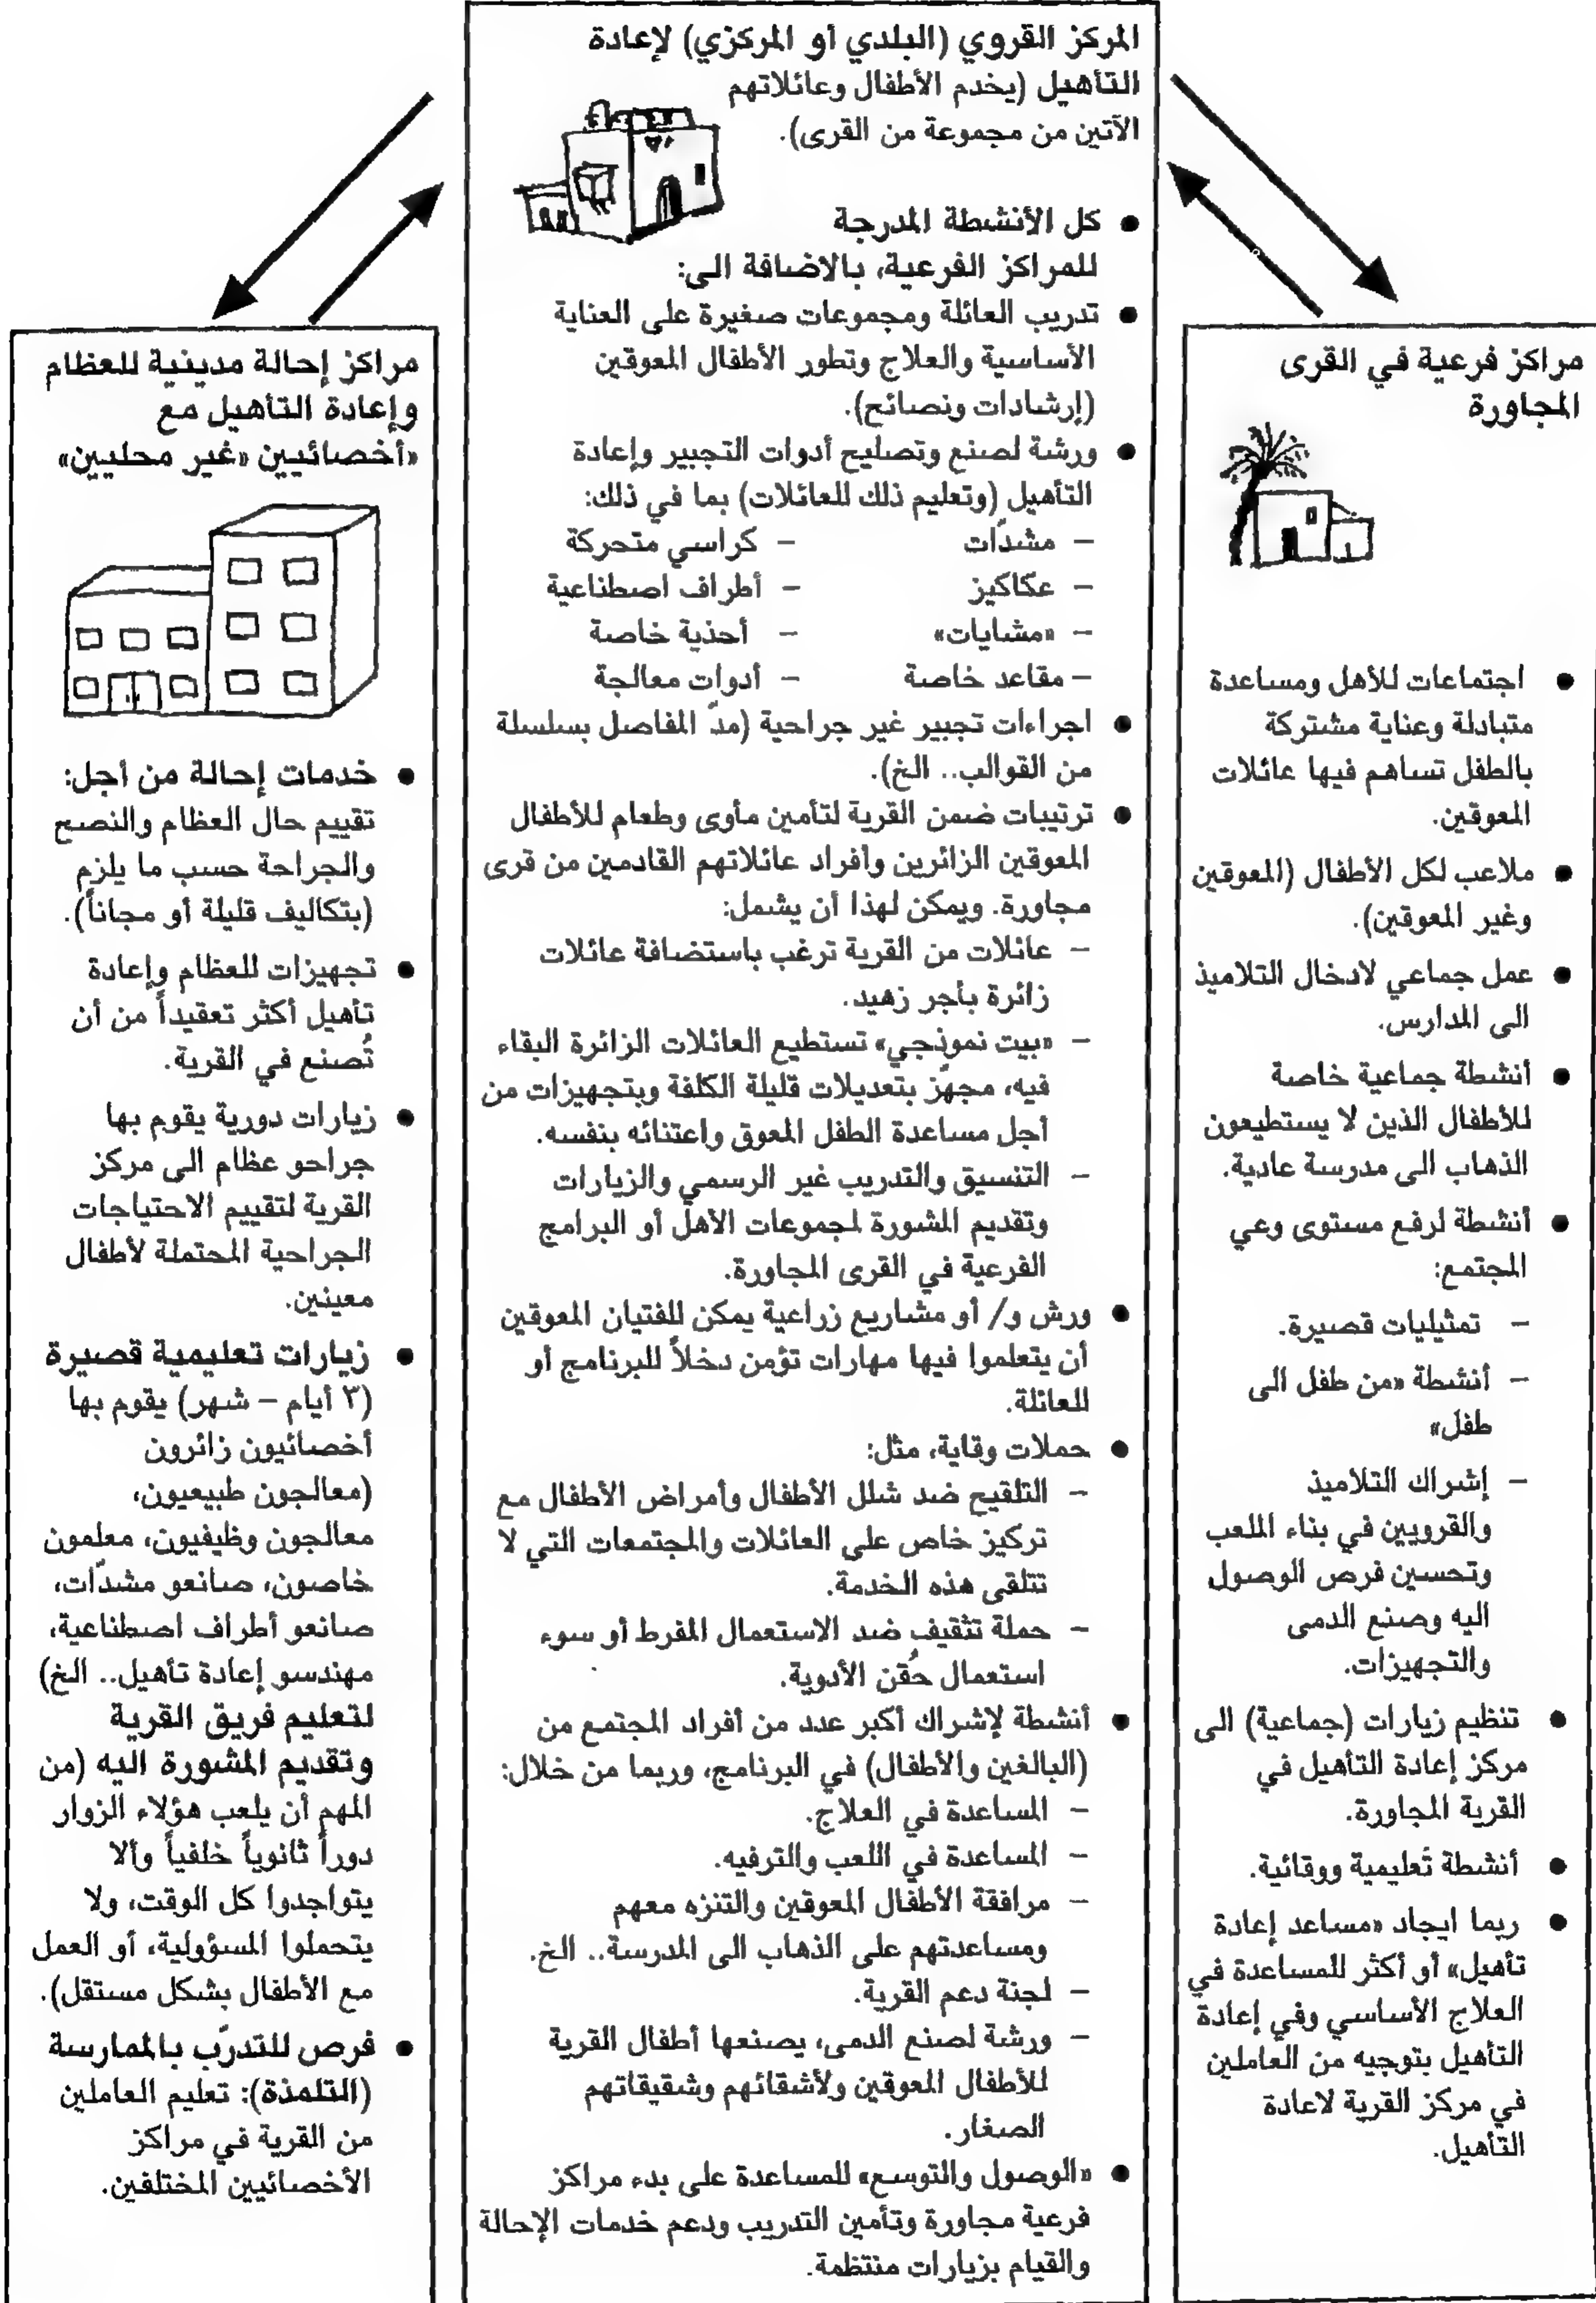 المركز القروي (البلدي أو المركزي) لإعادة
التأهيل (يخدم الأطفال وعائلاتهم
الآتين من مجموعة من القرى).
● كل الأنشطة المدرجة
للمراكز الفرعية، بالاضافة الى:
● تدريب العائلة ومجموعات صغيرة على العناية
الأساسية والعلاج وتطور الأطفال المعوقين
(إرشادات ونصائح).
● ورشة لصنع وتصليح أدوات التجبير وإعادة
التأهيل (وتعليم ذلك للعائلات) بما في ذلك:
– مشدّات – كراسي متحركة
– عكاكيز – أطراف اصطناعية
– «مشايات» – أحذية خاصة
– مقاعد خاصة – أدوات معالجة
● اجراءات تجبير غير جراحية (مدّ المفاصل بسلسلة
من القوالب.. الخ).
● ترتيبات ضمن القرية لتأمين مأوى وطعام للأطفال
المعوقين الزائرين وأفراد عائلاتهم القادمين من قرى
مجاورة. ويمكن لهذا أن يشمل:
– عائلات من القرية ترغب باستضافة عائلات
زائرة بأجر زهيد.
– «بيت نموذجي» تستطيع العائلات الزائرة البقاء
فيه، مجهّز بتعديلات قليلة الكلفة وبتجهيزات من
أجل مساعدة الطفل المعوق واعتنائه بنفسه.
– التنسيق والتدريب غير الرسمي والزيارات
وتقديم المشورة لمجموعات الأهل أو البرامج
الفرعية في القرى المجاورة.
● ورش و/ أو مشاريع زراعية يمكن للفتيان المعوقين
أن يتعلموا فيها مهارات تؤمن دخلاً للبرنامج أو
للعائلة.
● حملات وقاية، مثل:
– التلقيح ضد شلل الأطفال وأمراض الأطفال مع
تركيز خاص على العائلات والمجتمعات التي لا
تتلقى هذه الخدمة.
– حملة تثقيف ضد الاستعمال المفرط أو سوء
استعمال حُقن الأدوية.
● أنشطة لإشراك أكبر عدد من أفراد المجتمع من
(البالغين والأطفال) في البرنامج، وربما من خلال:
– المساعدة في العلاج.
– المساعدة في اللعب والترفيه.
– مرافقة الأطفال المعوقين والتنزه معهم
ومساعدتهم على الذهاب الى المدرسة.. الخ.
– لجنة دعم القرية.
– ورشة لصنع الدمى، يصنعها أطفال القرية
للأطفال المعوقين ولأشقائهم وشقيقاتهم
الصغار.
● «الوصول والتوسع» للمساعدة على بدء مراكز
فرعية مجاورة وتأمين التدريب ودعم خدمات الإحالة
والقيام بزيارات منتظمة.
مراكز فرعية في القرى
المجاورة
● اجتماعات للأهل ومساعدة
متبادلة وعناية مشتركة
بالطفل تساهم فيها عائلات
المعوقين.
● ملاعب لكل الأطفال (المعوقين
وغير المعوقين).
● عمل جماعي لادخال التلاميذ
الى المدارس.
● أنشطة جماعية خاصة
للأطفال الذين لا يستطيعون
الذهاب الى مدرسة عادية.
● أنشطة لرفع مستوى وعي
المجتمع:
– تمثيليات قصيرة.
– أنشطة «من طفل الى
طفل»
– إشراك التلاميذ
والقرويين في بناء الملعب
وتحسين فرص الوصول
اليه وصنع الدمى
والتجهيزات.
● تنظيم زيارات (جماعية) الى
مركز إعادة التأهيل في
القرية المجاورة.
● أنشطة تعليمية ووقائية.
● ربما ايجاد «مساعد إعادة
تأهيل» أو أكثر للمساعدة في
العلاج الأساسي وفي إعادة
التأهيل بتوجيه من العاملين
في مركز القرية لاعادة
التأهيل.
مراكز إحالة مدينية للعظام
وإعادة التأهيل مع
«أخصائيين «غير محليين»
● خدمات إحالة من أجل:
تقييم حال العظام والنصح
والجراحة حسب ما يلزم
(بتكاليف قليلة أو مجاناً).
● تجهيزات للعظام وإعادة
تأهيل أكثر تعقيداً من أن
تُصنع في القرية.
● زيارات دورية يقوم بها
جراحو عظام الى مركز
القرية لتقييم الاحتياجات
الجراحية المحتملة لأطفال
معينين.
● زيارات تعليمية قصيرة
(٣ أيام – شهر) يقوم بها
أخصائيون زائرون
(معالجون طبيعيون،
معالجون وظيفيون، معلمون
خاصون، صانعو مشدّات،
صانعو أطراف اصطناعية،
مهندسو إعادة تأهيل.. الخ)
لتعليم فريق القرية
وتقديم المشورة اليه (من
المهم أن يلعب هؤلاء الزوار
دوراً ثانوياً خلفياً وألا
يتواجدوا كل الوقت، ولا
يتحملوا المسؤولية، أو العمل
مع الأطفال بشكل مستقل).
● فرص للتدرّب بالممارسة
(التلمذة): تعليم العاملين
من القرية في مراكز
الأخصائيين المختلفين.